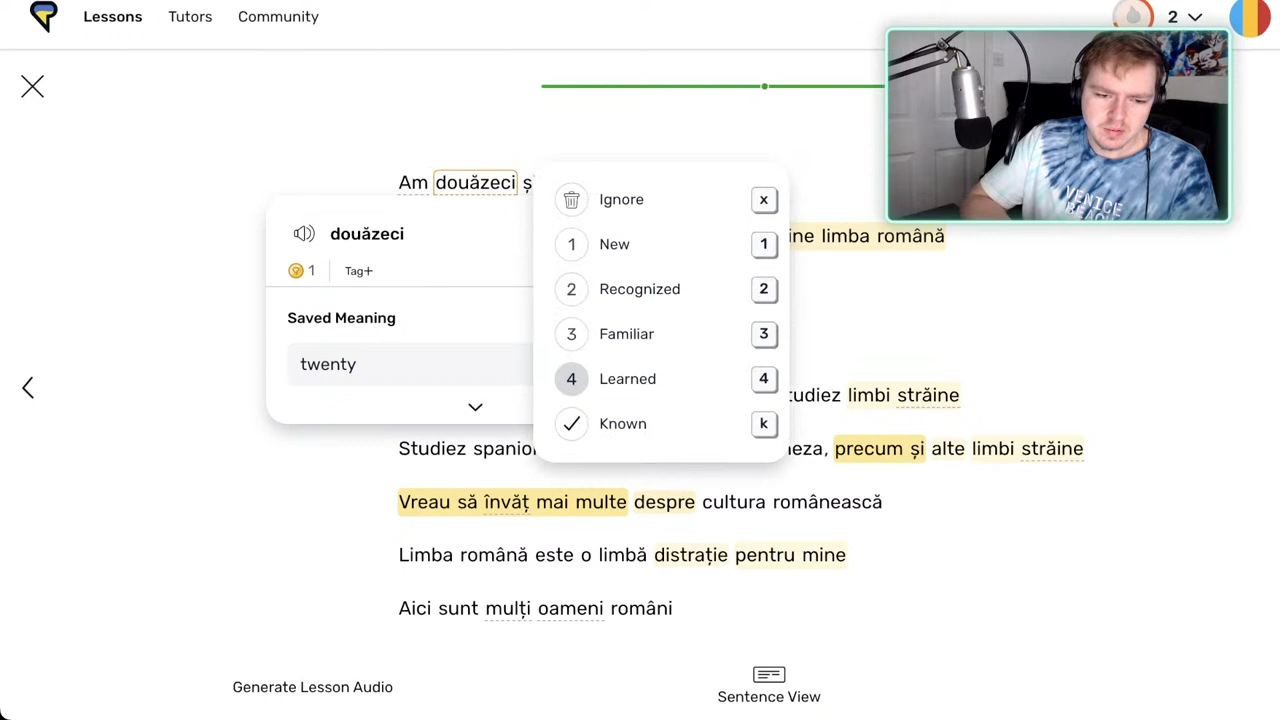 Lessons Tutors Community
2
Am douăzeci ș
Ignore x
douăzeci
New 1
ine limba română
1 Tag+
2 Recognized 2
Saved Meaning
3 Familiar 3
twenty
4 Learned 4
tudiez limbi străine
Known k
Studiez spanio
eza, precum și alte limbi străine
Vreau să învăț mai multe despre cultura românească
Limba română este o limbă distrație pentru mine
Aici sunt mulți oameni români
Generate Lesson Audio
Sentence View
VENICE
BEACH